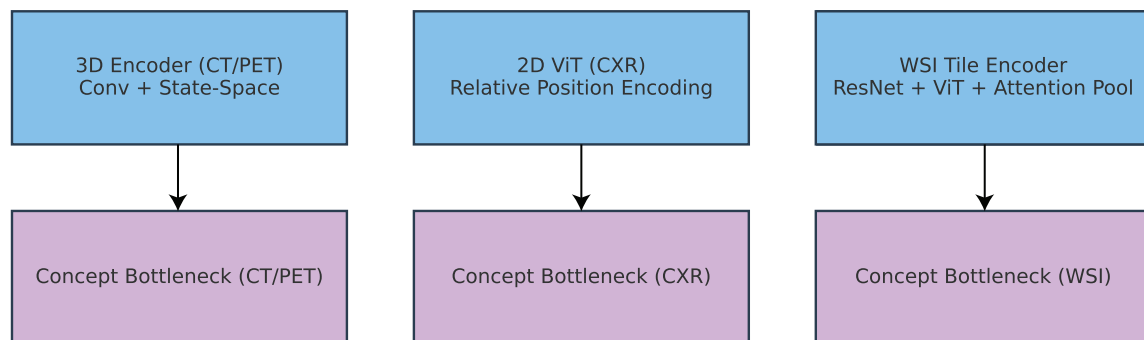 3D Encoder (CT/PET)
Conv + State-Space
2D ViT (CXR)
Relative Position Encoding
WSI Tile Encoder
ResNet + ViT + Attention Pool
Concept Bottleneck (CT/PET)
Concept Bottleneck (CXR)
Concept Bottleneck (WSI)